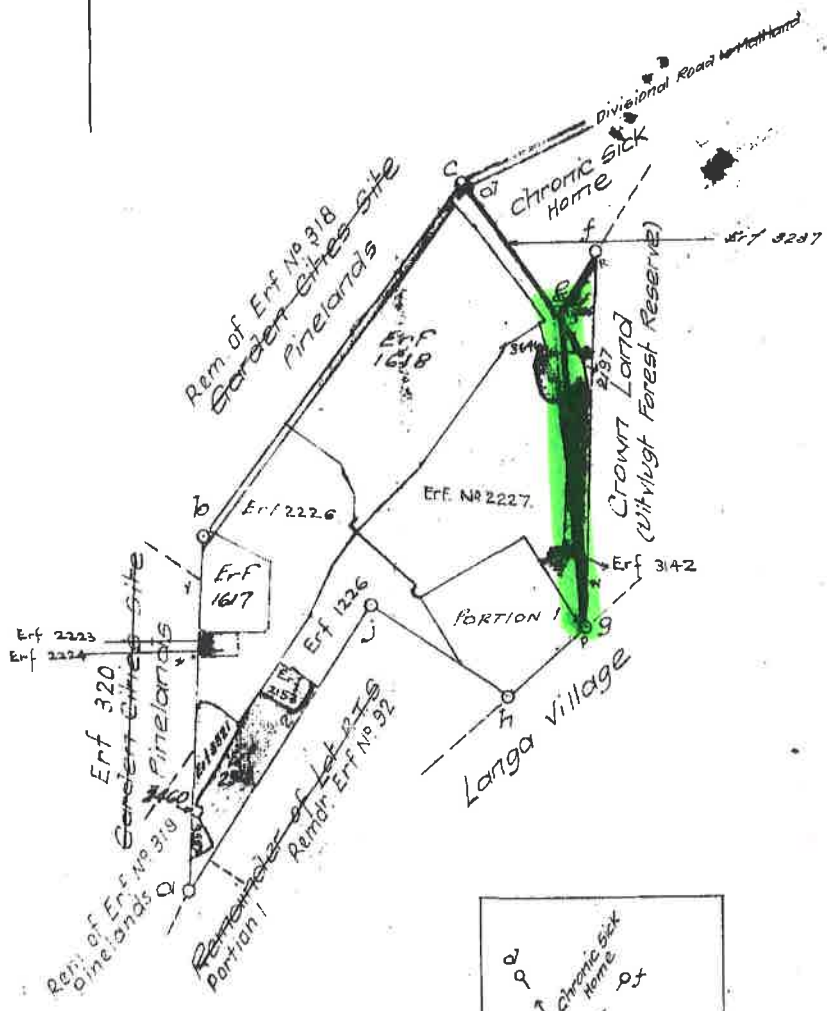 Divisional Road to Maitland
c
d
Chronic Sick
Home
f
Erf 3237
Rem. of Erf Nº 318
Garden Cities Site
Pinelands
Erf
1618
e
2197
Crown Land
(Uitvlugt Forest Reserve)
b
Erf 2226
Erf. Nº 2227.
Erf
1617
Erf 1226
j
PORTION 1
Erf 3142
g
h
Langa Village
Erf 2223
Erf 2224
Erf 320
Garden Cities Site
Pinelands
a
Rem. of Erf Nº 319
Pinelands
Remainder of Lot P.T.S
Remdr. Erf Nº 92
Portion 1
d
Chronic Sick
Home
f